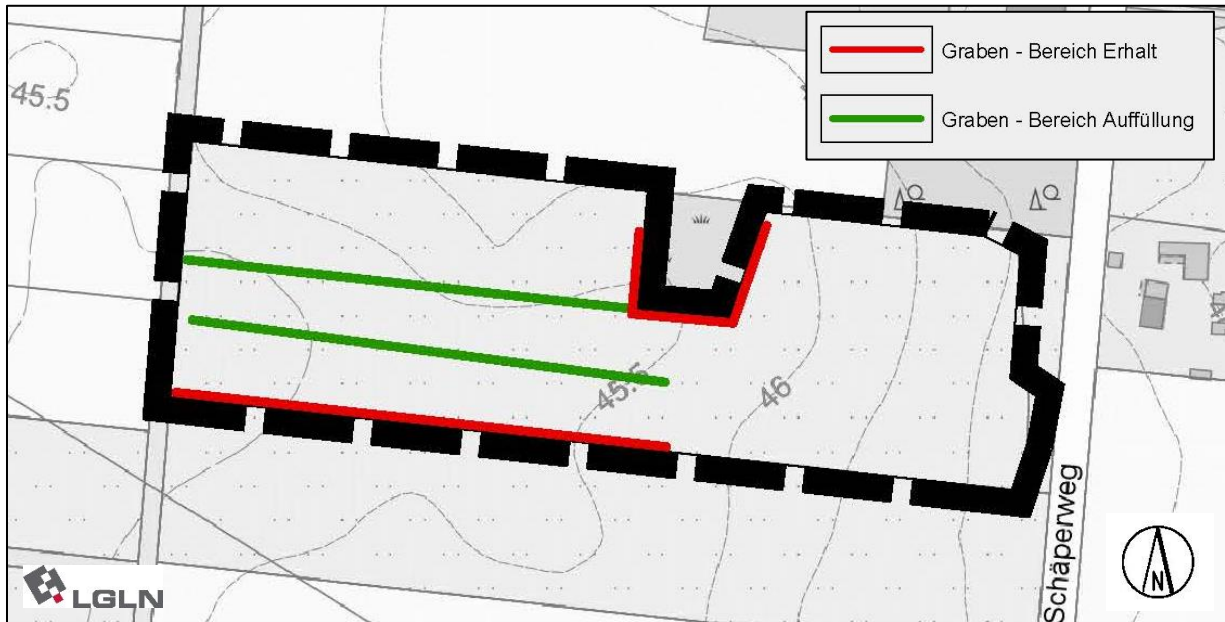 Graben - Bereich Erhalt
Graben - Bereich Auffüllung
45.5
45.5
46
Schäperweg
N
LGLN